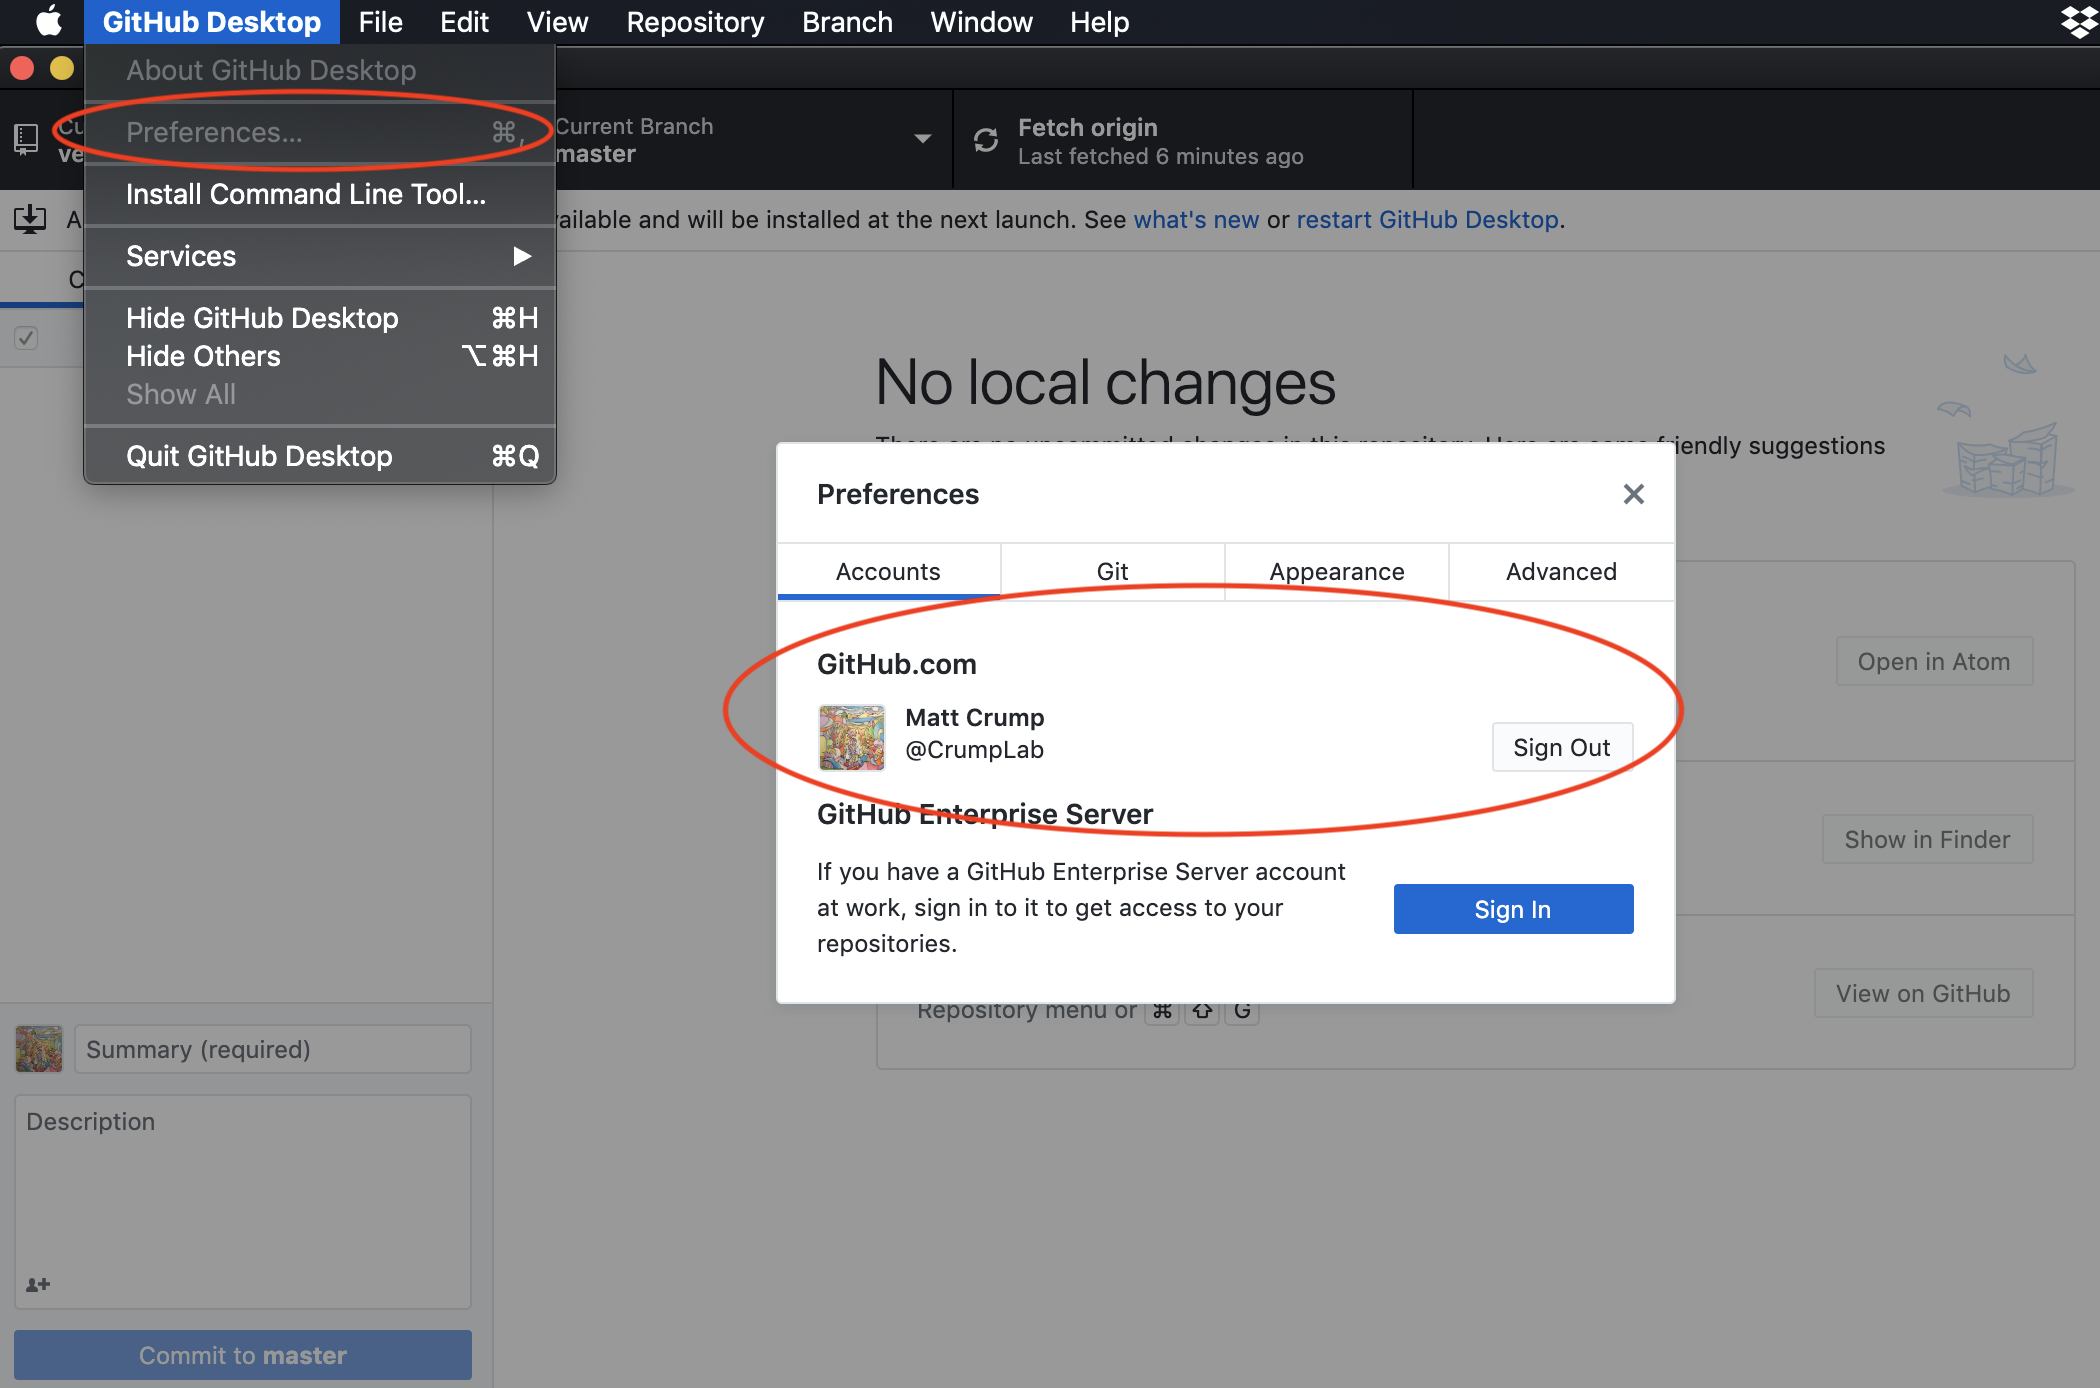 GitHub Desktop File Edit View Repository Branch Window Help
About GitHub Desktop
Preferences... ⌘,
Install Command Line Tool...
Services ▶
Hide GitHub Desktop ⌘H
Hide Others ⌥⌘H
Show All
Quit GitHub Desktop ⌘Q
Current Branch
master
Fetch origin
Last fetched 6 minutes ago
and will be installed at the next launch. See what's new or restart GitHub Desktop.
No local changes
There are no uncommitted changes in this repository. Here are some friendly suggestions
Preferences
Accounts Git Appearance Advanced
GitHub.com
Matt Crump
@CrumpLab
Sign Out
GitHub Enterprise Server
If you have a GitHub Enterprise Server account
at work, sign in to it to get access to your
repositories.
Sign In
Open in Atom
Show in Finder
View on GitHub
Repository menu or ⌘ ⇧ G
Summary (required)
Description
Commit to master